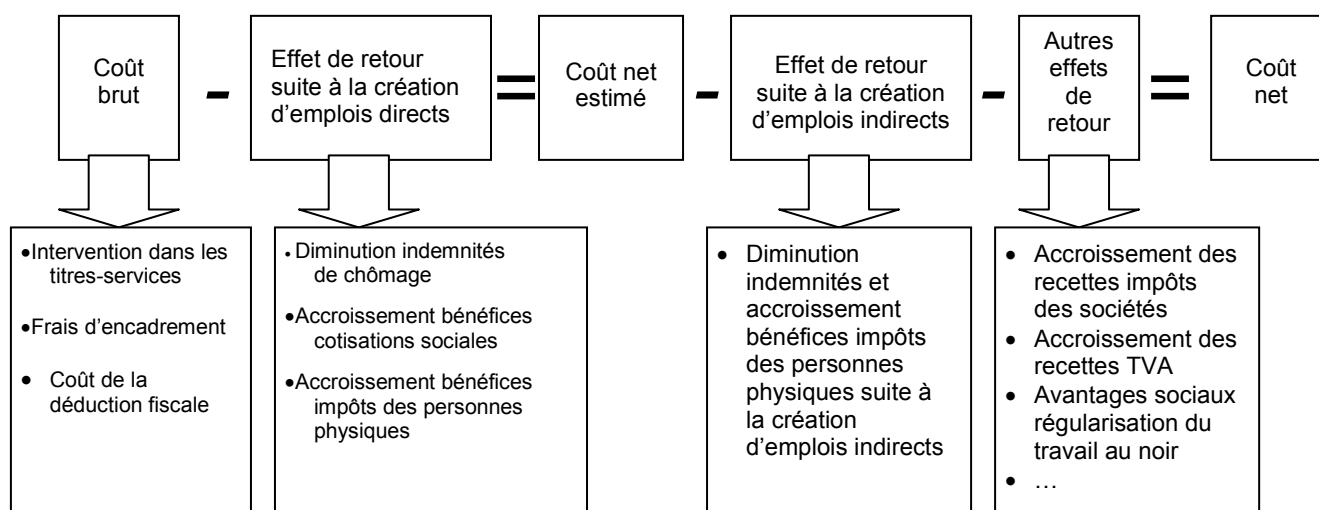 Coût
brut
-
Effet de retour
suite à la création
d'emplois directs
=
Coût net
estimé
-
Effet de retour
suite à la création
d'emplois indirects
-
Autres
effets
de
retour
=
Coût
net
•Intervention dans les
titres-services
•Frais d'encadrement
• Coût de la
déduction fiscale
• Diminution indemnités
de chômage
•Accroissement bénéfices
cotisations sociales
•Accroissement bénéfices
impôts des personnes
physiques
• Diminution
indemnités et
accroissement
bénéfices impôts
des personnes
physiques suite à
la création
d'emplois indirects
• Accroissement des
recettes impôts
des sociétés
• Accroissement des
recettes TVA
• Avantages sociaux
régularisation du
travail au noir
• …